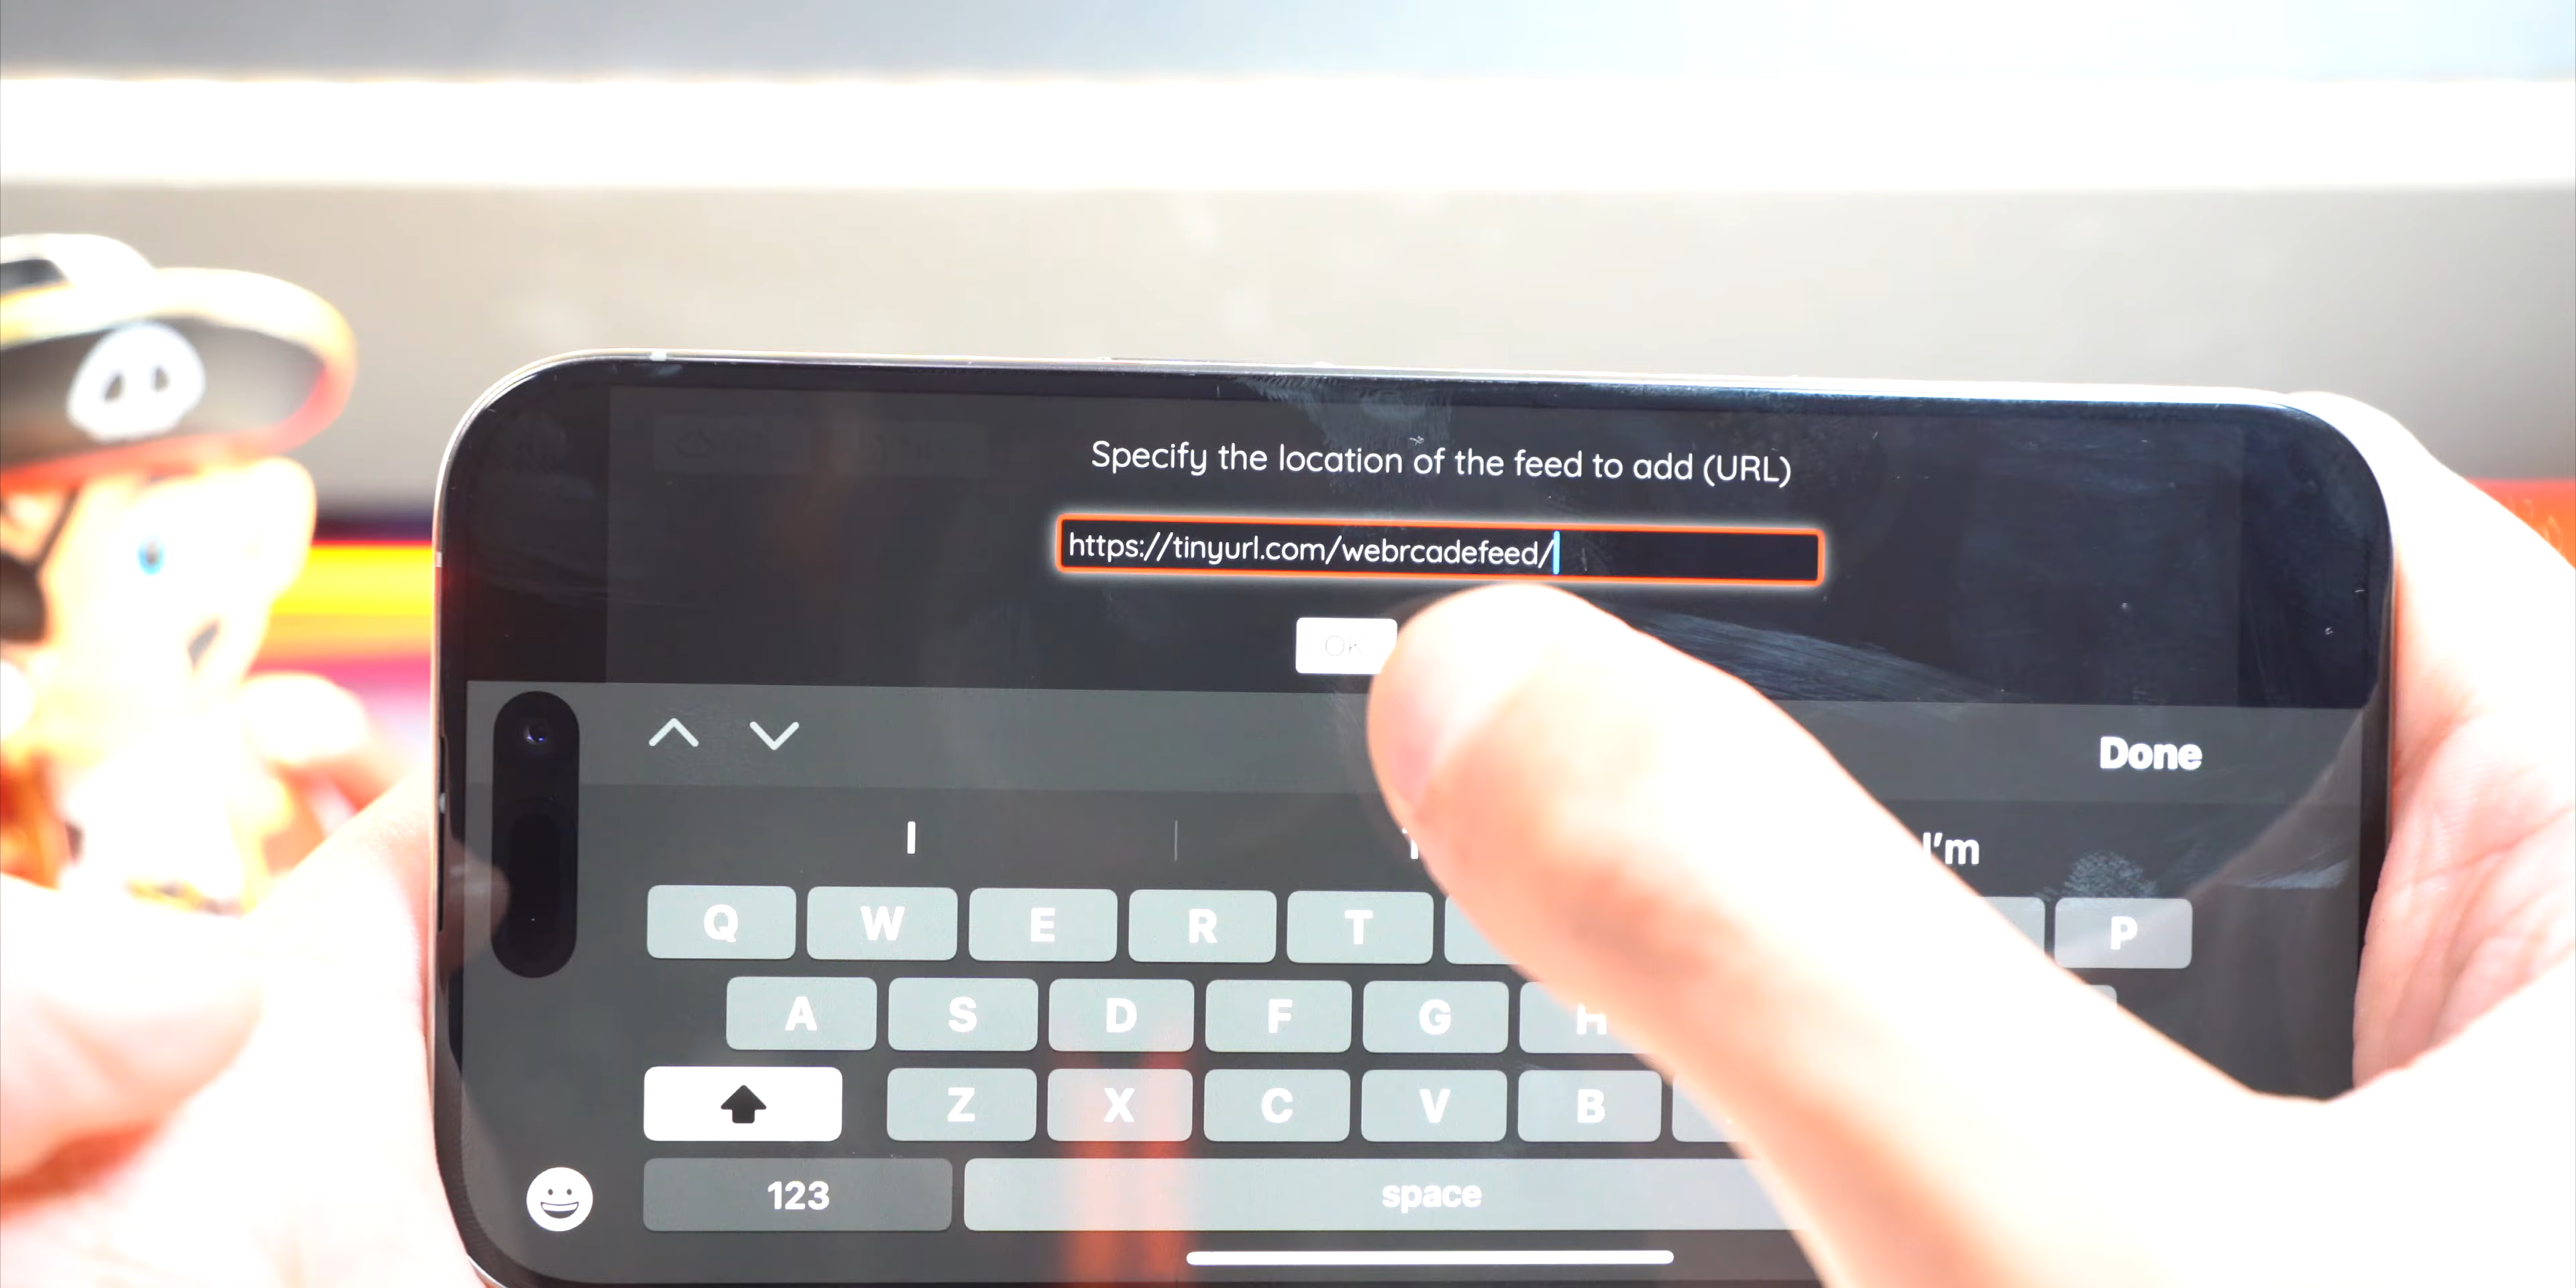 Specify the location of the feed to add (URL)
https://tinyurl.com/webrcadefeed/
OK
Done
I I'm
Q W E R T P
A S D F G H
Z X C V B
123 space